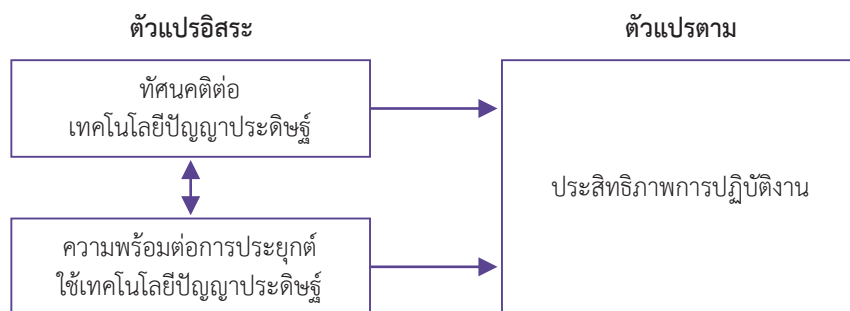 ตัวแปรอิสระ
ตัวแปรตาม
ทัศนคติต่อ
เทคโนโลยีปัญญาประดิษฐ์
ประสิทธิภาพการปฏิบัติงาน
ความพร้อมต่อการประยุกต์
ใช้เทคโนโลยีปัญญาประดิษฐ์